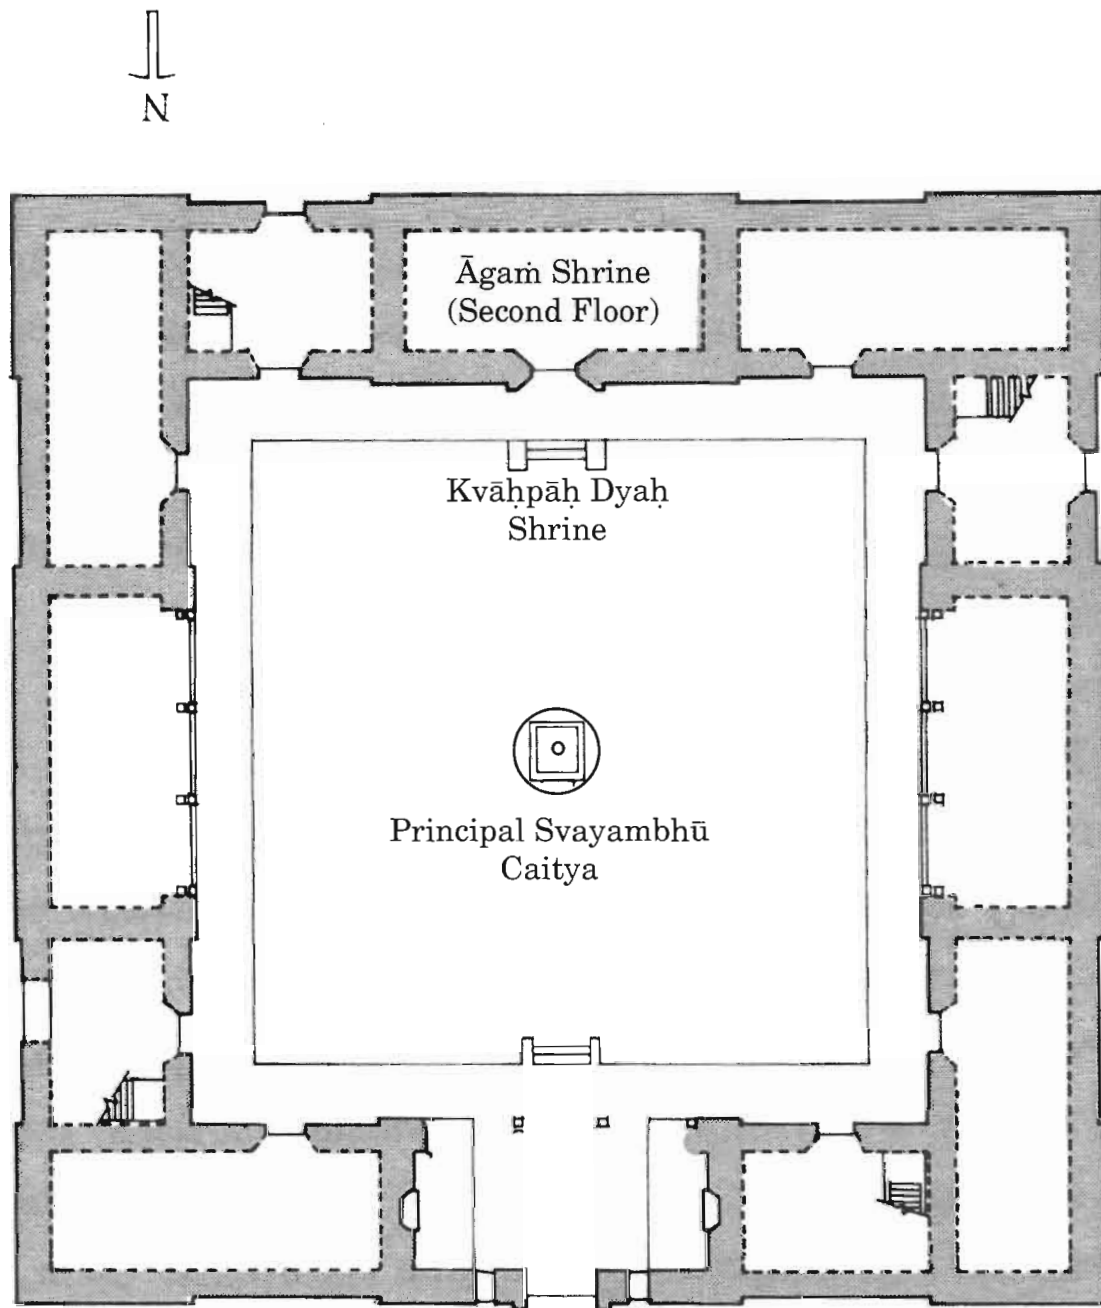 N
Āgaṁ Shrine
(Second Floor)
Kvāḥpāḥ Dyaḥ
Shrine
Principal Svayambhū
Caitya